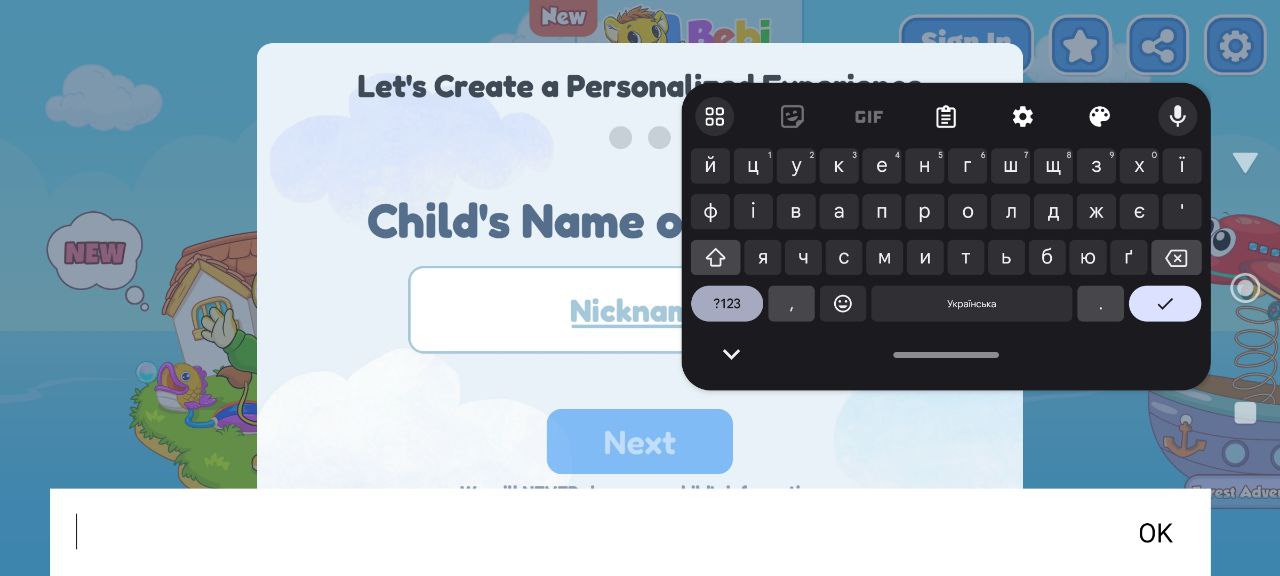 New
Bebi
Sign In
Let's Create a Personalized Experience
Child's Name o
Nicknam
NEW
Next
OK
GIF
й ц 1 у 2 к 3 е 4 н 5 г 6 ш 7 щ 8 з 9 х 0 ї
ф і в а п р о л д ж є '
я ч с м и т ь б ю ґ
?123 , Українська .